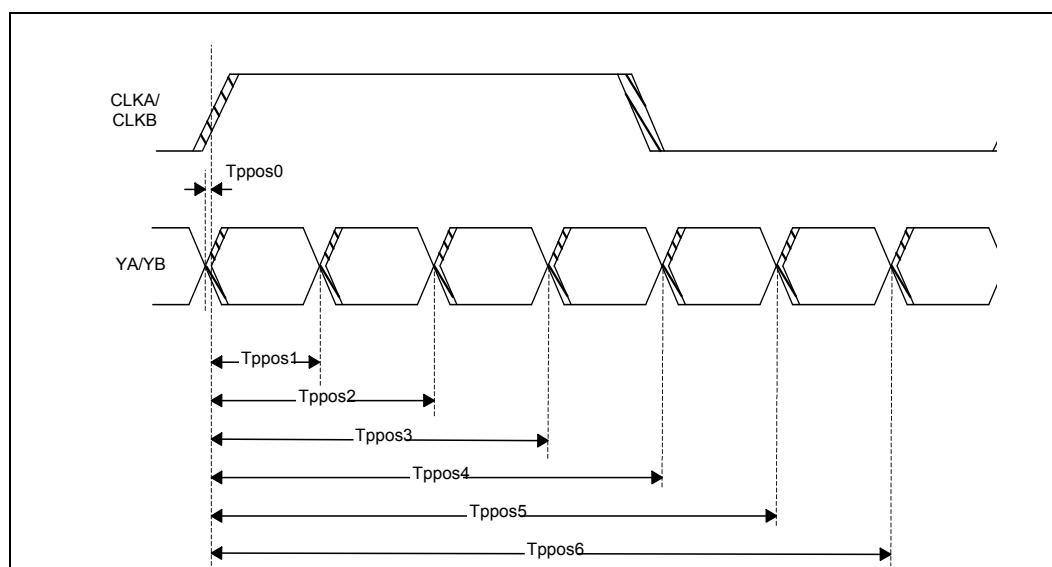 CLKA/
CLKB
Tppos0
YA/YB
Tppos1
Tppos2
Tppos3
Tppos4
Tppos5
Tppos6